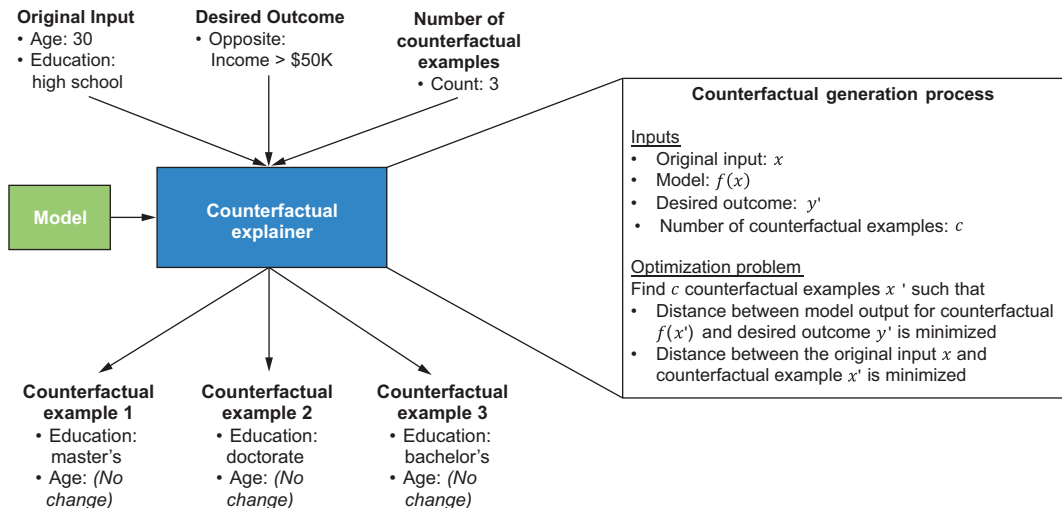 Original Input
• Age: 30
• Education:
high school
Desired Outcome
• Opposite:
Income > $50K
Number of
counterfactual
examples
• Count: 3
Model
Counterfactual
explainer
Counterfactual
example 1
• Education:
master's
• Age: (No
change)
Counterfactual
example 2
• Education:
doctorate
• Age: (No
change)
Counterfactual
example 3
• Education:
bachelor's
• Age: (No
change)
Counterfactual generation process
Inputs
• Original input: x
• Model: f(x)
• Desired outcome: y'
• Number of counterfactual examples: c
Optimization problem
Find c counterfactual examples x ' such that
• Distance between model output for counterfactual
f(x') and desired outcome y' is minimized
• Distance between the original input x and
counterfactual example x' is minimized